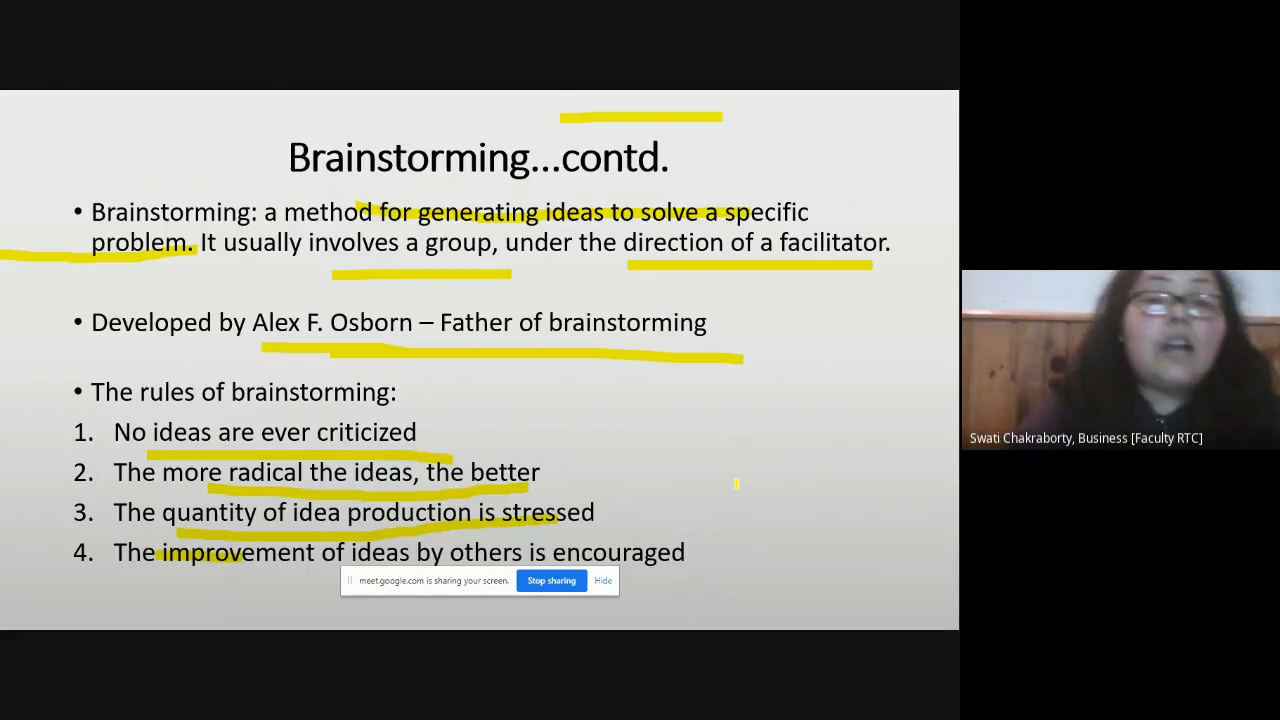 Brainstorming...contd.
• Brainstorming: a method for generating ideas to solve a specific
problem. It usually involves a group, under the direction of a facilitator.
• Developed by Alex F. Osborn – Father of brainstorming
• The rules of brainstorming:
1. No ideas are ever criticized
2. The more radical the ideas, the better
3. The quantity of idea production is stressed
4. The improvement of ideas by others is encouraged
meet.google.com is sharing your screen. Stop sharing Hide
Swati Chakraborty, Business [Faculty RTC]